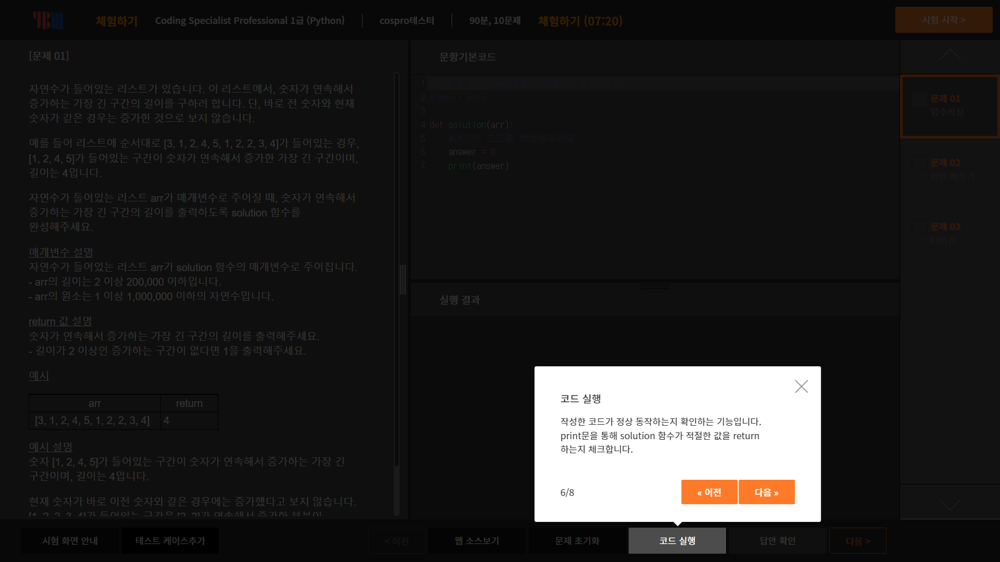 YBM
체험하기
Coding Specialist Professional 1급 (Python)
cospro테스터
90분, 10문제
체험하기 (07:20)
시험 시작 >
[문제 01]
자연수가 들어있는 리스트가 있습니다. 이 리스트에서, 숫자가 연속해서
증가하는 가장 긴 구간의 길이를 구하려 합니다. 단, 바로 전 숫자와 현재
숫자가 같은 경우는 증가한 것으로 보지 않습니다.
예를 들어 리스트에 순서대로 [3, 1, 2, 4, 5, 1, 2, 2, 3, 4]가 들어있는 경우,
[1, 2, 4, 5]가 들어있는 구간이 숫자가 연속해서 증가한 가장 긴 구간이며,
길이는 4입니다.
자연수가 들어있는 리스트 arr가 매개변수로 주어질 때, 숫자가 연속해서
증가하는 가장 긴 구간의 길이를 출력하도록 solution 함수를
완성해주세요.
매개변수 설명
자연수가 들어있는 리스트 arr가 solution 함수의 매개변수로 주어집니다.
- arr의 길이는 2 이상 200,000 이하입니다.
- arr의 원소는 1 이상 1,000,000 이하의 자연수입니다.
return 값 설명
숫자가 연속해서 증가하는 가장 긴 구간의 길이를 출력해주세요.
- 길이가 2 이상인 증가하는 구간이 없다면 1을 출력해주세요.
예시
arr return
[3, 1, 2, 4, 5, 1, 2, 2, 3, 4] 4
예시 설명
숫자 [1, 2, 4, 5]가 들어있는 구간이 숫자가 연속해서 증가하는 가장 긴
구간이며, 길이는 4입니다.
현재 숫자가 바로 이전 숫자와 같은 경우에는 증가했다고 보지 않습니다.
[1, 2, 2, 3, 4]가 들어있는 구간은 [2, 2]가 연속해서 증가한 부분이
문항기본코드
1 #다음과 같이 import를 사용할 수 있습니다.
2 #import math
3
4 def solution(arr):
5 #여기에 코드를 작성해주세요.
6 answer = 0
7 print(answer)
실행 결과
문제 01
함수작성
문제 02
빈칸 채우기
문제 03
디버깅
코드 실행
작성한 코드가 정상 동작하는지 확인하는 기능입니다.
print문을 통해 solution 함수가 적절한 값을 return
하는지 체크합니다.
6/8
« 이전
다음 »
시험 화면 안내
테스트 케이스추가
< 이전
웹 소스보기
문제 초기화
코드 실행
답안 확인
다음 >